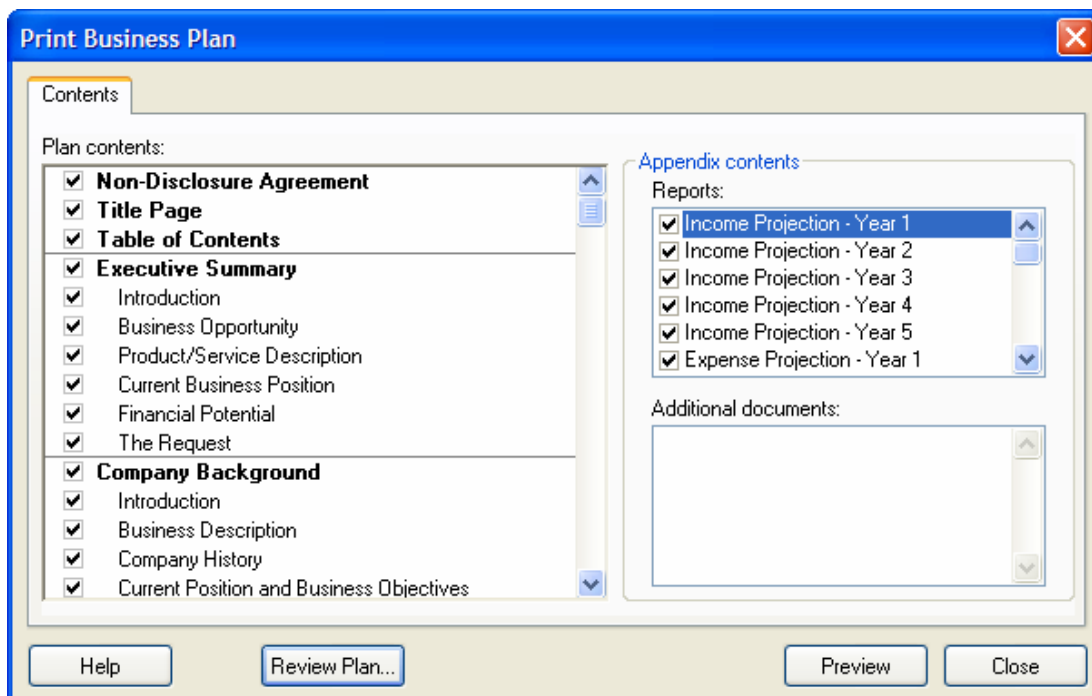 Print Business Plan
Contents
Plan contents:
Non-Disclosure Agreement
Title Page
Table of Contents
Executive Summary
Introduction
Business Opportunity
Product/Service Description
Current Business Position
Financial Potential
The Request
Company Background
Introduction
Business Description
Company History
Current Position and Business Objectives
Appendix contents
Reports:
Income Projection - Year 1
Income Projection - Year 2
Income Projection - Year 3
Income Projection - Year 4
Income Projection - Year 5
Expense Projection - Year 1
Additional documents:
Help
Review Plan...
Preview
Close